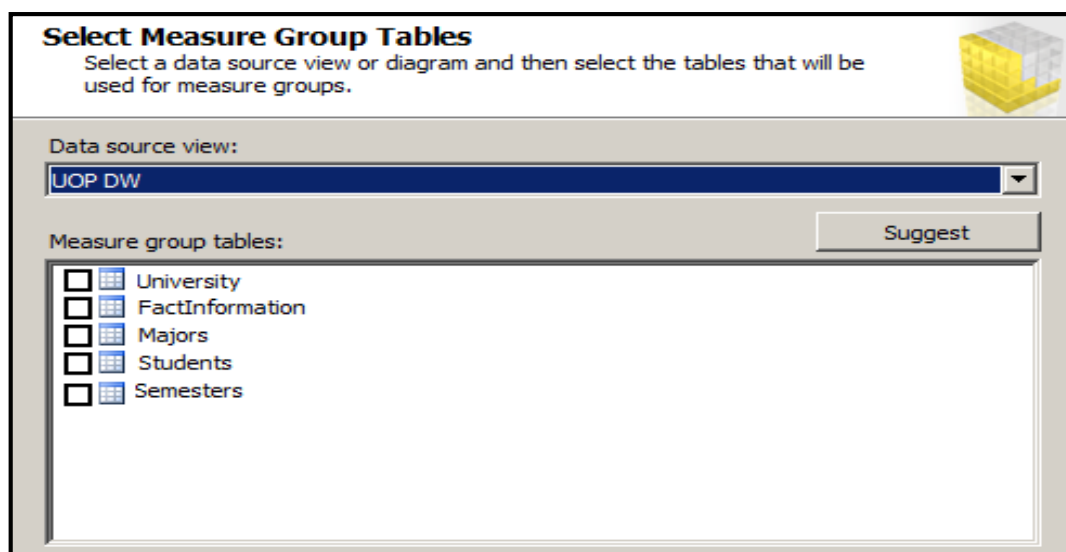 Select Measure Group Tables
Select a data source view or diagram and then select the tables that will be
used for measure groups.
Data source view:
UOP DW
Suggest
Measure group tables:
University
FactInformation
Majors
Students
Semesters